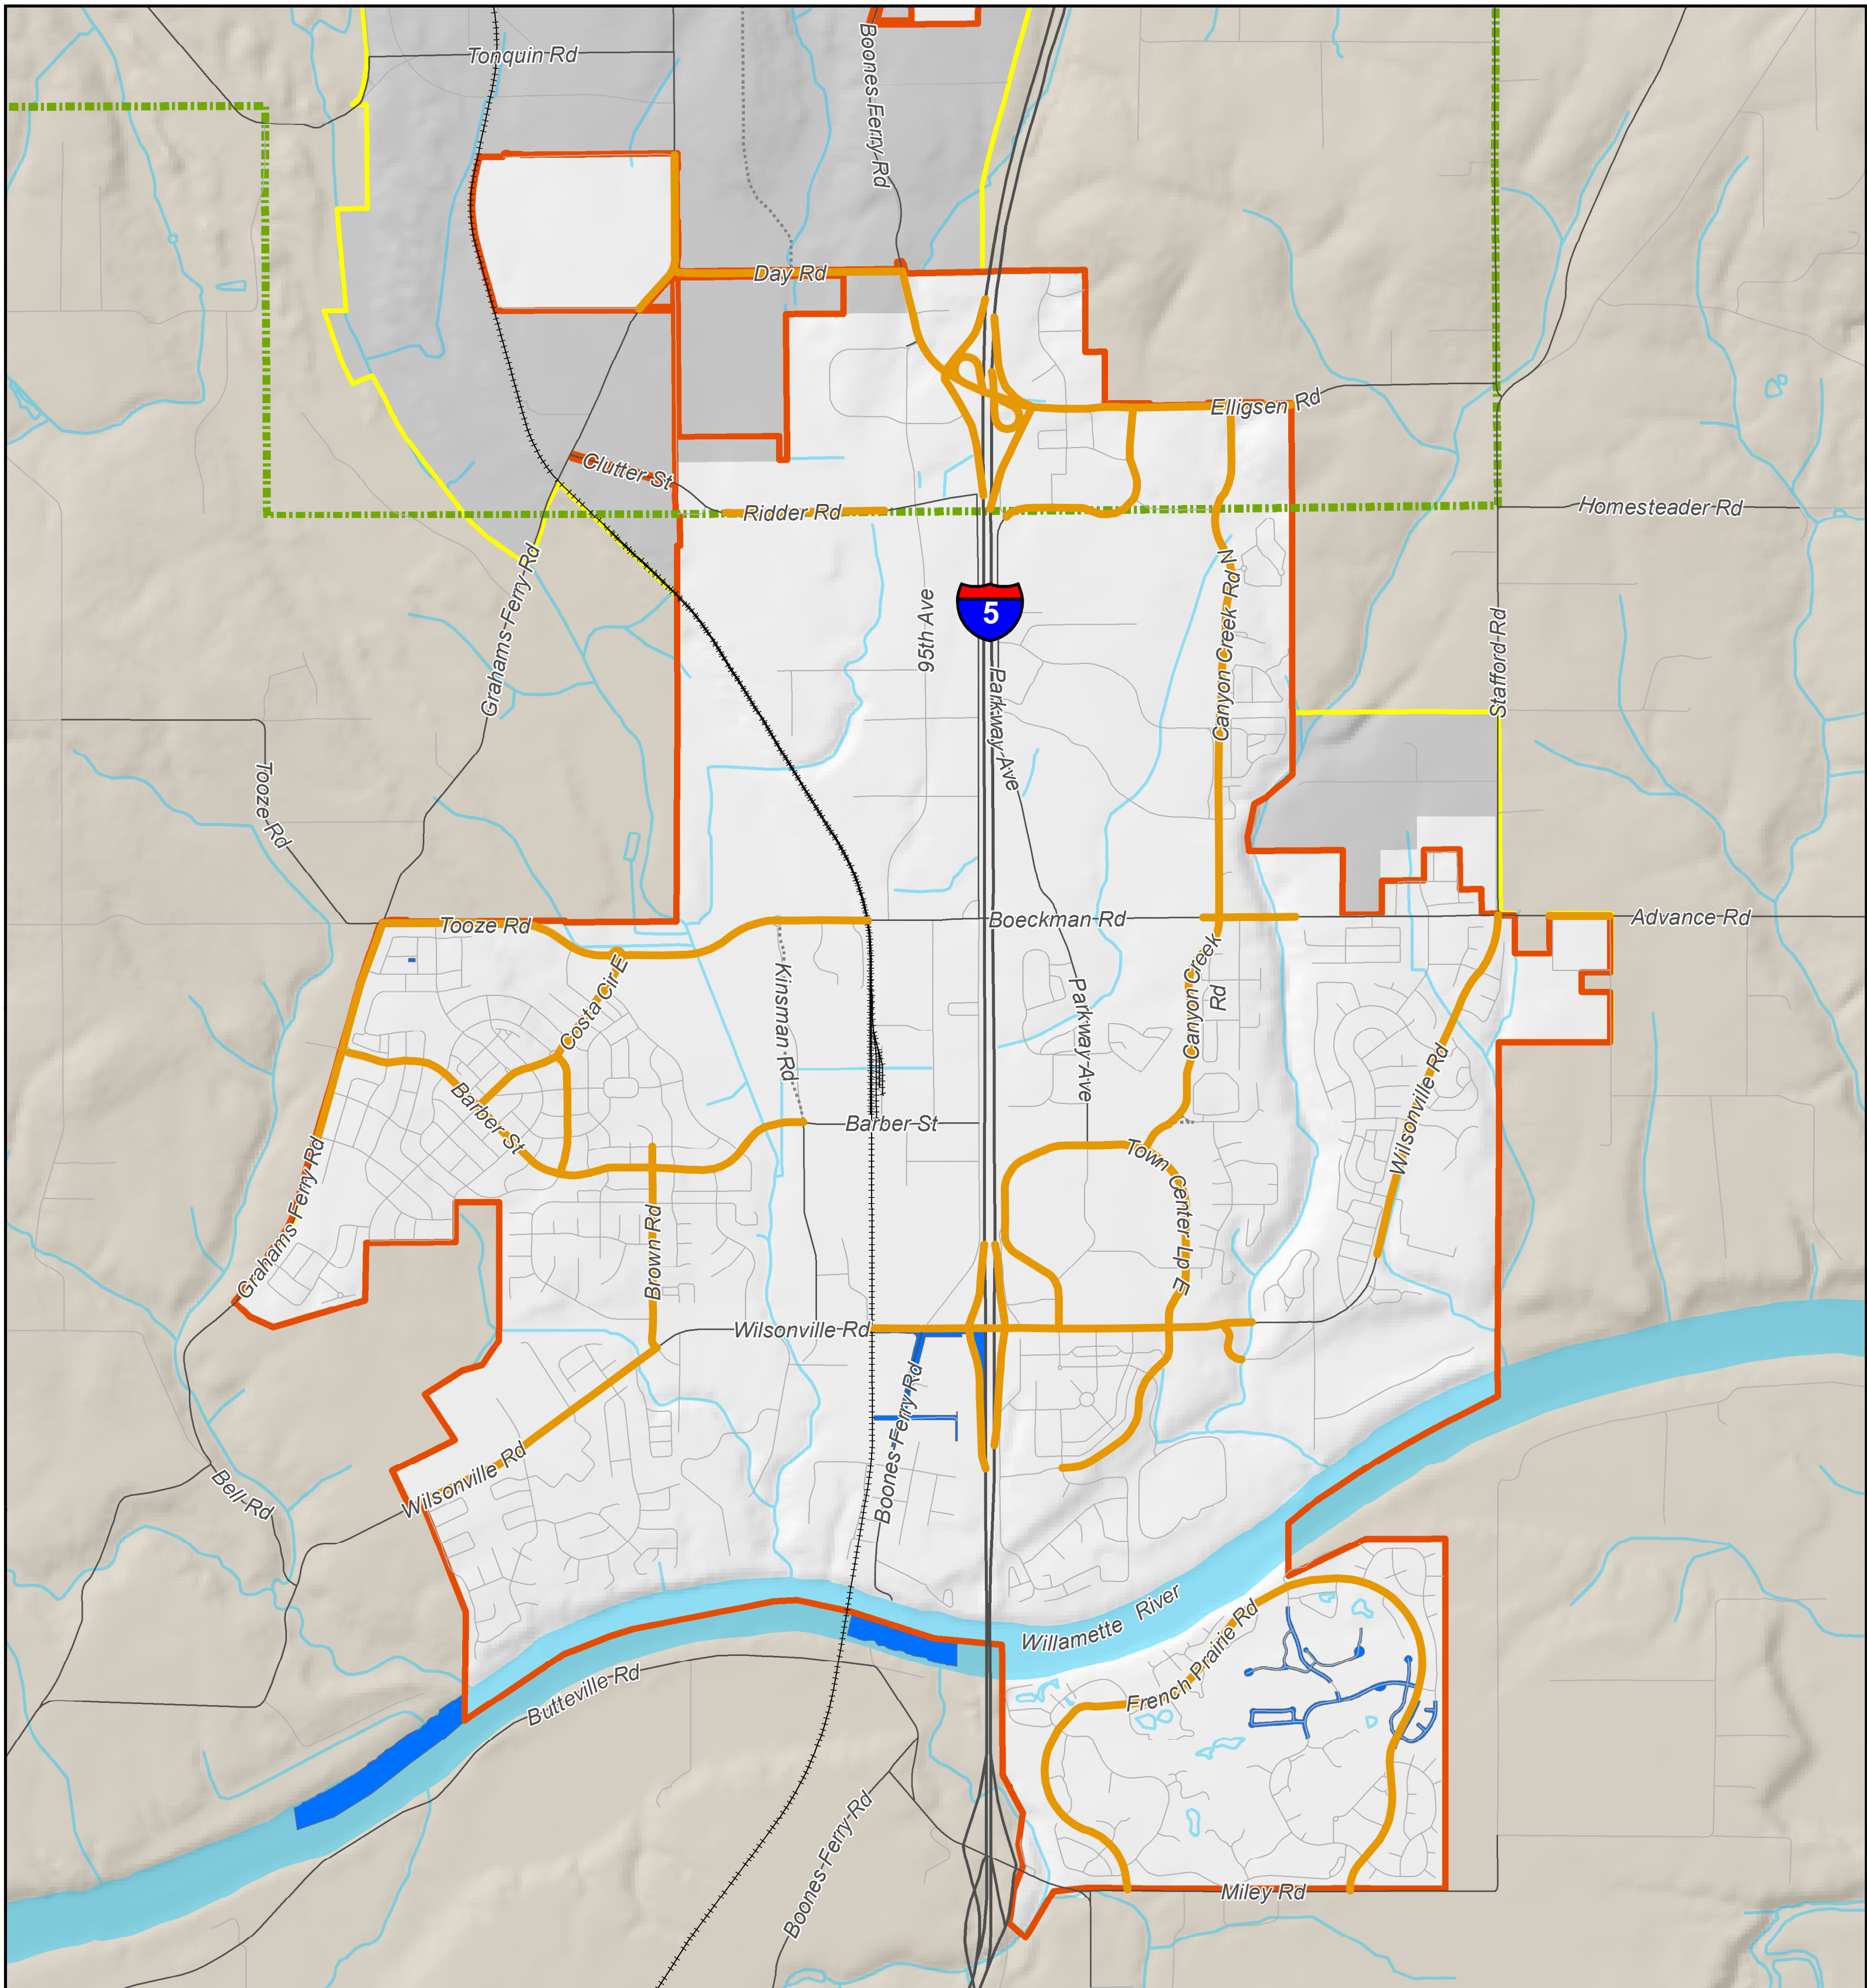 Tonquin Rd
Boones Ferry Rd
Day Rd
Elligsen Rd
Clutter St
Ridder Rd
Homesteader Rd
Grahams Ferry Rd
N
Canyon Creek Rd
95th Ave
5
Stafford Rd
Parkway Ave
Tooze Rd
Tooze Rd
Boeckman Rd
Advance Rd
Costa Cir E
Kinsman Rd
Parkway Ave
Canyon Creek
Rd
Barber St
Barber St
Wilsonville Rd
Town Center Lp E
Grahams Ferry Rd
Brown Rd
Wilsonville Rd
Boones Ferry Rd
Wilsonville Rd
Bell Rd
Willamette River
French Prairie Rd
Butteville Rd
Boones Ferry Rd
Miley Rd